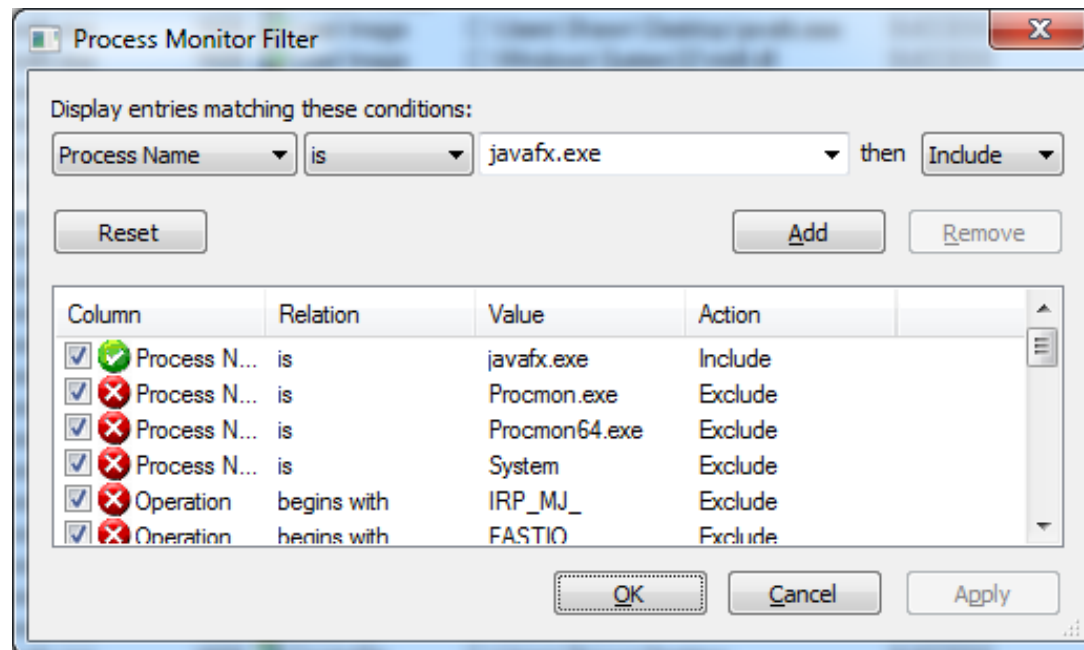 Process Monitor Filter
Display entries matching these conditions:
Process Name is javafx.exe then Include
Reset Add Remove
Column Relation Value Action
Process N... is javafx.exe Include
Process N... is Procmon.exe Exclude
Process N... is Procmon64.exe Exclude
Process N... is System Exclude
Operation begins with IRP_MJ_ Exclude
Operation begins with FASTIO Exclude
OK Cancel Apply